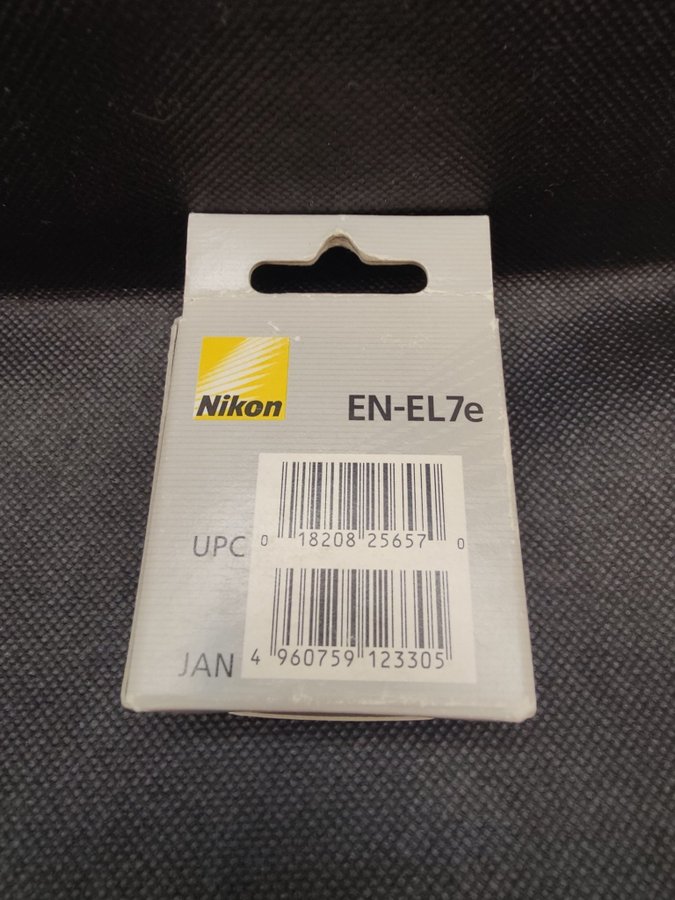 Nikon
EN-EL7e
UPC
0 18208 25657 0
JAN
4 960759 123305